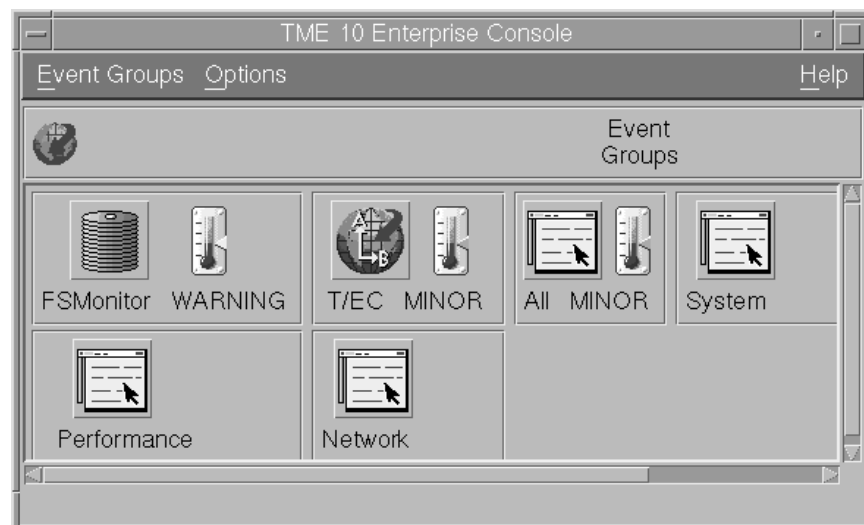 TME 10 Enterprise Console
Event Groups Options Help
Event
Groups
A
B
FSMonitor WARNING T/EC MINOR All MINOR System
Performance Network